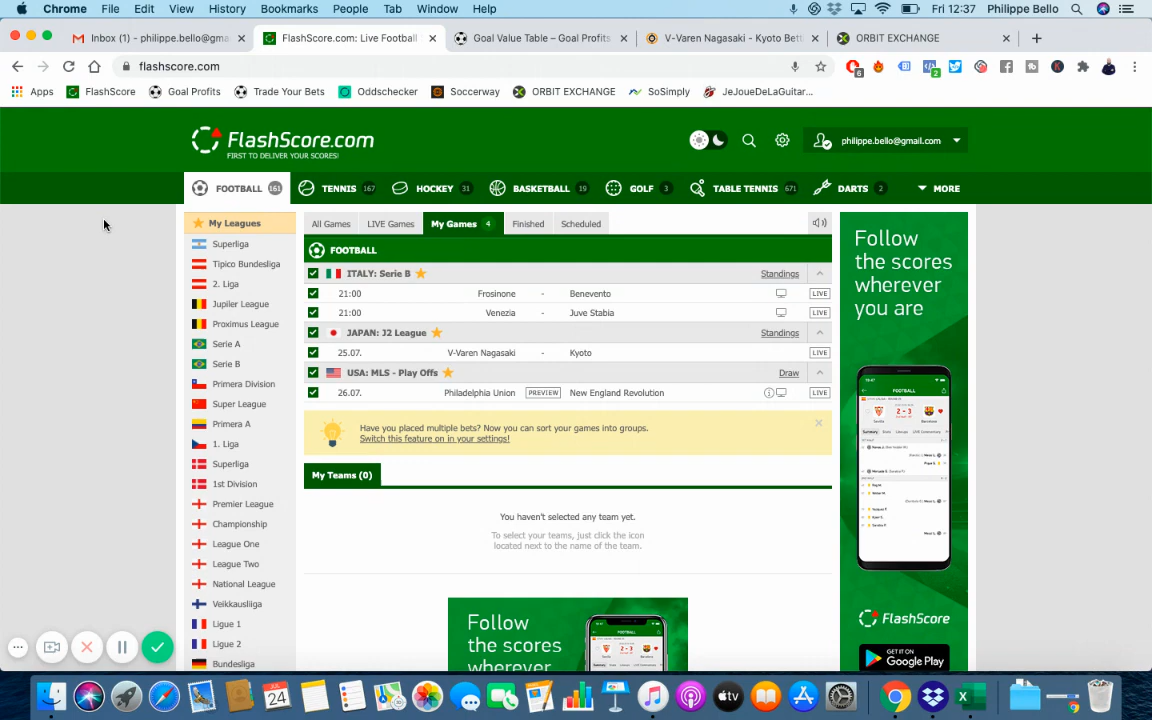 Chrome File Edit View History Bookmarks People Tab Window Help Fri 12:37 Philippe Bello
Inbox (1) - philippe.bello@gma FlashScore.com: Live Football Goal Value Table – Goal Profits V-Varen Nagasaki - Kyoto Bett ORBIT EXCHANGE
flashscore.com
Apps FlashScore Goal Profits Trade Your Bets Oddschecker Soccerway ORBIT EXCHANGE SoSimply JeJoueDeLaGuitar...
FlashScore.com
FIRST TO DELIVER YOUR SCORES!
philippe.bello@gmail.com
FOOTBALL 161 TENNIS 167 HOCKEY 31 BASKETBALL 19 GOLF 3 TABLE TENNIS 671 DARTS 2 MORE
My Leagues
Superliga
Tipico Bundesliga
2. Liga
Jupiler League
Proximus League
Serie A
Serie B
Primera División
Super League
Primera A
1. Liga
Superliga
1st Division
Premier League
Championship
League One
League Two
National League
Veikkausliiga
Ligue 1
Ligue 2
Bundesliga
All Games LIVE Games My Games 4 Finished Scheduled
FOOTBALL
ITALY: Serie B Standings
21:00 Frosinone - Benevento LIVE
21:00 Venezia - Juve Stabia LIVE
JAPAN: J2 League Standings
25.07. V-Varen Nagasaki - Kyoto LIVE
USA: MLS - Play Offs Draw
26.07. Philadelphia Union PREVIEW New England Revolution LIVE
Have you placed multiple bets? Now you can sort your games into groups.
Switch this feature on in your settings!
My Teams (0)
You haven't selected any team yet.
To select your teams, just click the icon
located next to the name of the team.
Follow
the scores
wherever
Follow
the scores
wherever
you are
FOOTBALL
2 - 3
FlashScore
GET IT ON
Google Play
JUL
24
tv